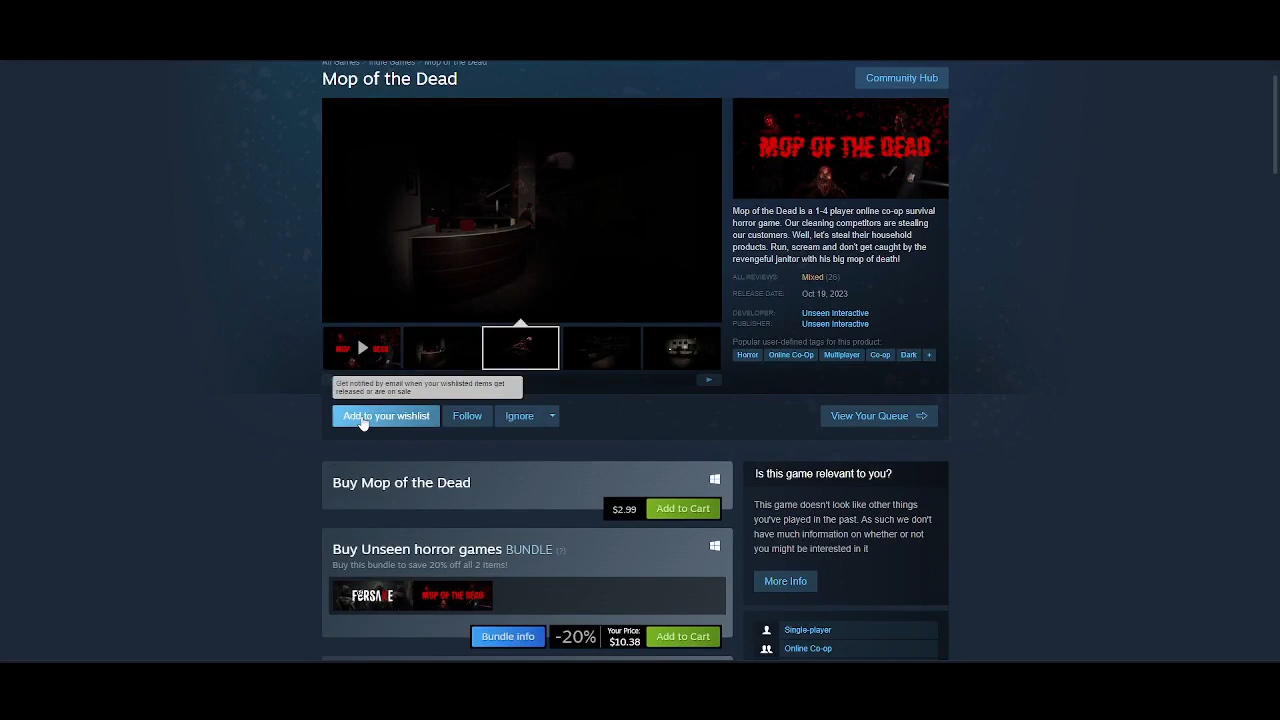 All Games Indie Games Mop of the Dead
Mop of the Dead
Community Hub
MOP OF THE DEAD
Mop of the Dead is a 1-4 player online co-op survival
horror game. Our cleaning competitors are stealing
our customers. Well, let's steal their household
products. Run, scream and don't get caught by the
revengeful janitor with his big mop of death!
ALL REVIEWS: Mixed (26)
RELEASE DATE: Oct 19, 2023
DEVELOPER: Unseen Interactive
PUBLISHER: Unseen Interactive
Popular user-defined tags for this product:
Horror Online Co-Op Multiplayer Co-op Dark +
MOP DEAD
Get notified by email when your wishlisted items get
released or are on sale
Add to your wishlist Follow Ignore
View Your Queue
Buy Mop of the Dead
$2.99 Add to Cart
Buy Unseen horror games BUNDLE (?)
Buy this bundle to save 20% off all 2 items!
FORSAKE MOP OF THE DEAD
Bundle info -20% Your Price:
$10.38 Add to Cart
Is this game relevant to you?
This game doesn't look like other things
you've played in the past. As such we don't
have much information on whether or not
you might be interested in it
More Info
Single-player
Online Co-op